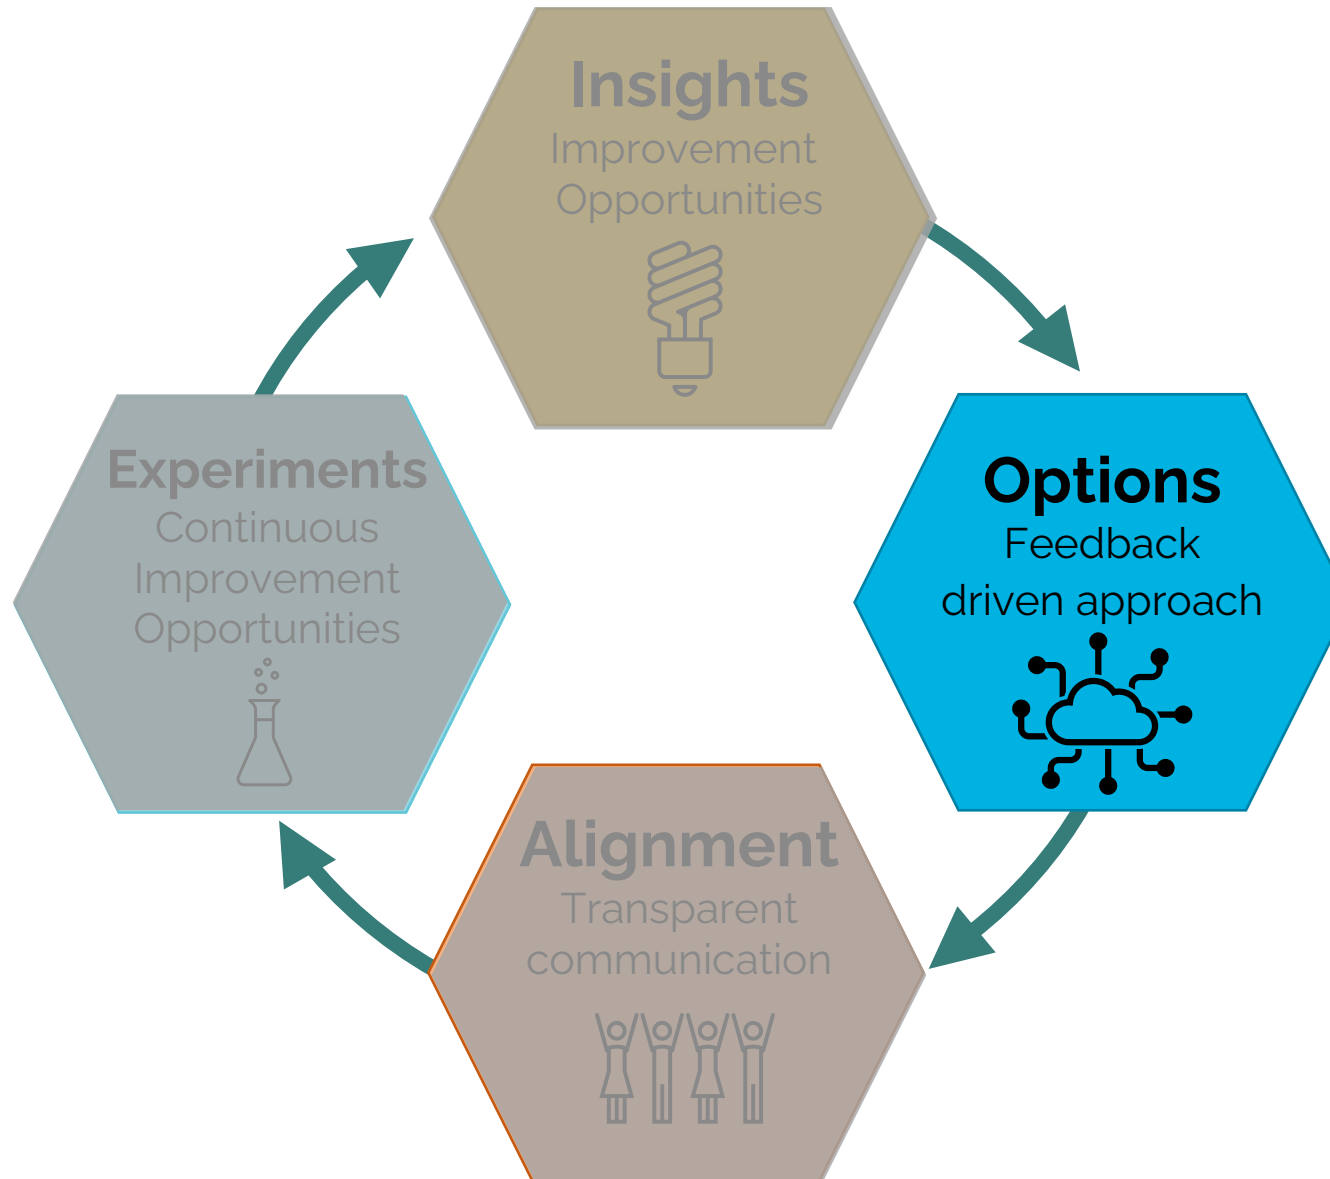 Insights
Improvement
Opportunities
Options
Feedback
driven approach
Alignment
Transparent
communication
Experiments
Continuous
Improvement
Opportunities